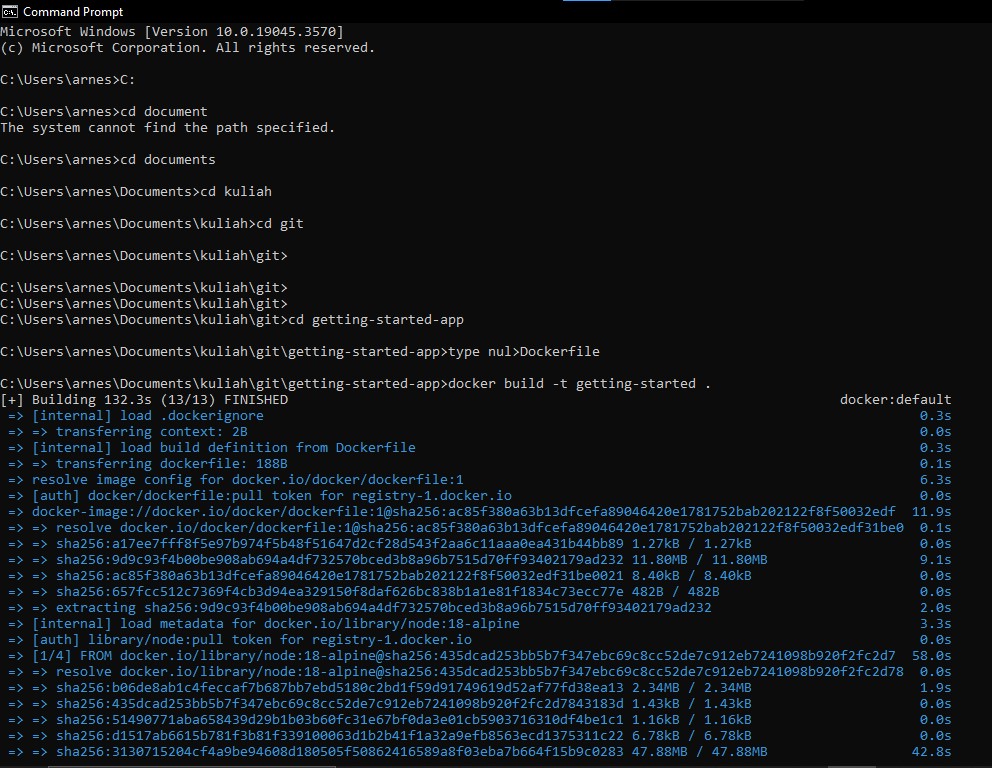 Command Prompt
Microsoft Windows [Version 10.0.19045.3570]
(c) Microsoft Corporation. All rights reserved.
C:\Users\arnes>C:
C:\Users\arnes>cd document
The system cannot find the path specified.
C:\Users\arnes>cd documents
C:\Users\arnes\Documents>cd kuliah
C:\Users\arnes\Documents\kuliah>cd git
C:\Users\arnes\Documents\kuliah\git>
C:\Users\arnes\Documents\kuliah\git>
C:\Users\arnes\Documents\kuliah\git>
C:\Users\arnes\Documents\kuliah\git>cd getting-started-app
C:\Users\arnes\Documents\kuliah\git\getting-started-app>type nul>Dockerfile
C:\Users\arnes\Documents\kuliah\git\getting-started-app>docker build -t getting-started .
[+] Building 132.3s (13/13) FINISHED docker:default
=> [internal] load .dockerignore 0.3s
=> => transferring context: 2B 0.0s
=> [internal] load build definition from Dockerfile 0.3s
=> => transferring dockerfile: 188B 0.1s
=> resolve image config for docker.io/docker/dockerfile:1 6.3s
=> [auth] docker/dockerfile:pull token for registry-1.docker.io 0.0s
=> docker-image://docker.io/docker/dockerfile:1@sha256:ac85f380a63b13dfcefa89046420e1781752bab202122f8f50032edf 11.9s
=> => resolve docker.io/docker/dockerfile:1@sha256:ac85f380a63b13dfcefa89046420e1781752bab202122f8f50032edf31be0 0.1s
=> => sha256:a17ee7fff8f5e97b974f5b48f51647d2cf28d543f2aa6c11aaa0ea431b44bb89 1.27kB / 1.27kB 0.0s
=> => sha256:9d9c93f4b00be908ab694a4df732570bced3b8a96b7515d70ff93402179ad232 11.80MB / 11.80MB 9.1s
=> => sha256:ac85f380a63b13dfcefa89046420e1781752bab202122f8f50032edf31be0021 8.40kB / 8.40kB 0.0s
=> => sha256:657fcc512c7369f4cb3d94ea329150f8daf626bc838b1a1e81f1834c73ecc77e 482B / 482B 0.0s
=> => extracting sha256:9d9c93f4b00be908ab694a4df732570bced3b8a96b7515d70ff93402179ad232 2.0s
=> [internal] load metadata for docker.io/library/node:18-alpine 3.3s
=> [auth] library/node:pull token for registry-1.docker.io 0.0s
=> [1/4] FROM docker.io/library/node:18-alpine@sha256:435dcad253bb5b7f347ebc69c8cc52de7c912eb7241098b920f2fc2d7 58.0s
=> => resolve docker.io/library/node:18-alpine@sha256:435dcad253bb5b7f347ebc69c8cc52de7c912eb7241098b920f2fc2d78 0.0s
=> => sha256:b06de8ab1c4feccaf7b687bb7ebd5180c2bd1f59d91749619d52af77fd38ea13 2.34MB / 2.34MB 1.9s
=> => sha256:435dcad253bb5b7f347ebc69c8cc52de7c912eb7241098b920f2fc2d7843183d 1.43kB / 1.43kB 0.0s
=> => sha256:51490771aba658439d29b1b03b60fc31e67bf0da3e01cb5903716310df4be1c1 1.16kB / 1.16kB 0.0s
=> => sha256:d1517ab6615b781f3b81f339100063d1b2b41f1a32a9efb8563ecd1375311c22 6.78kB / 6.78kB 0.0s
=> => sha256:3130715204cf4a9be94608d180505f50862416589a8f03eba7b664f15b9c0283 47.88MB / 47.88MB 42.8s